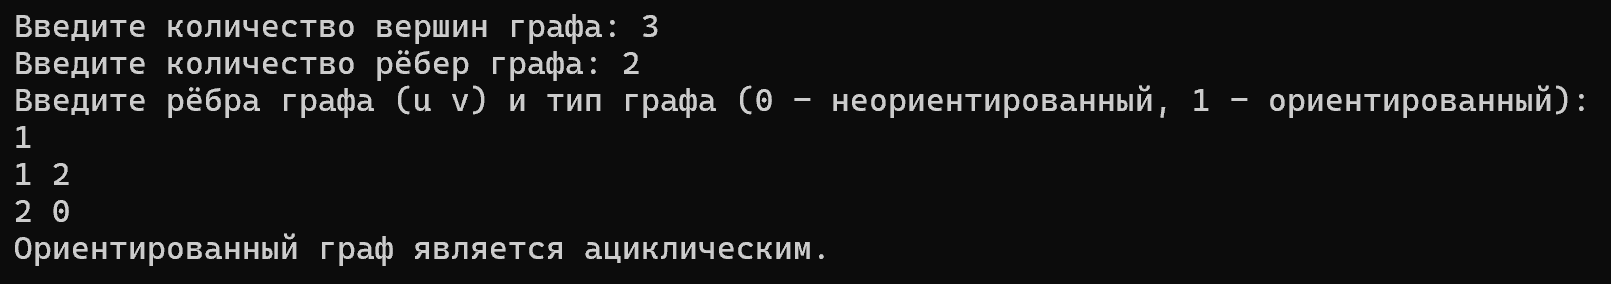 Введите количество вершин графа: 3
Введите количество рёбер графа: 2
Введите рёбра графа (u v) и тип графа (0 – неориентированный, 1 – ориентированный):
1
1 2
2 0
Ориентированный граф является ациклическим.